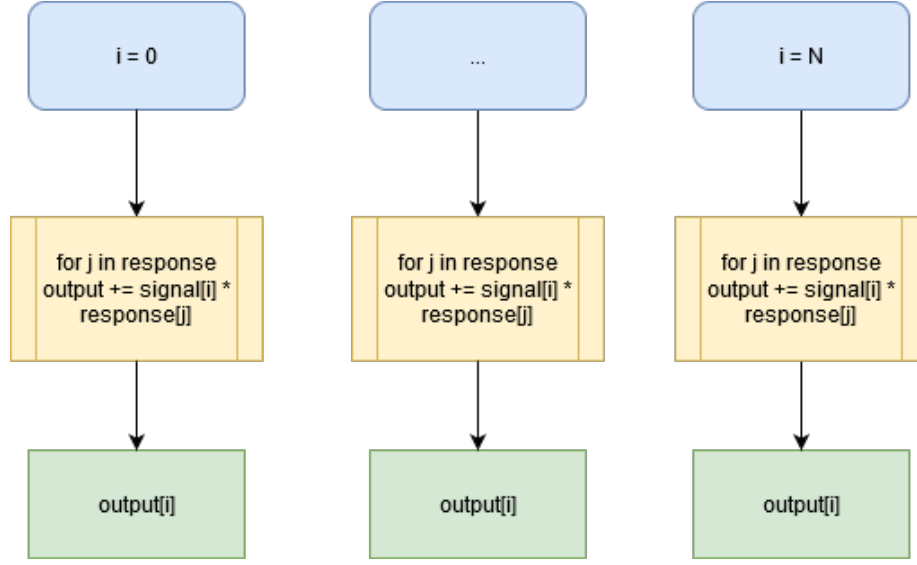 i = 0
...
i = N
for j in response
output += signal[i] *
response[j]
for j in response
output += signal[i] *
response[j]
for j in response
output += signal[i] *
response[j]
output[i]
output[i]
output[i]